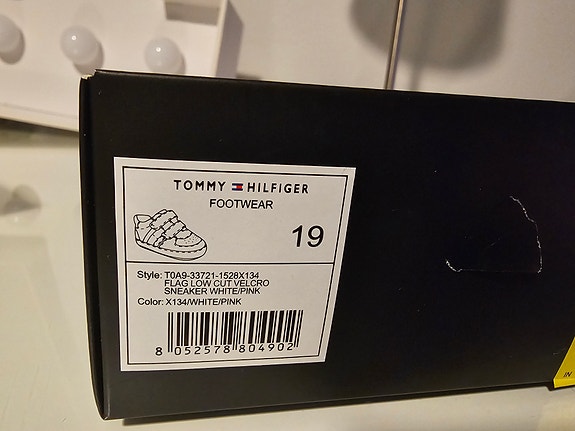 TOMMY HILFIGER
FOOTWEAR
19
Style: T0A9-33721-1528X134
FLAG LOW CUT VELCRO
SNEAKER WHITE/PINK
Color: X134/WHITE/PINK
8 052578 804902
IN